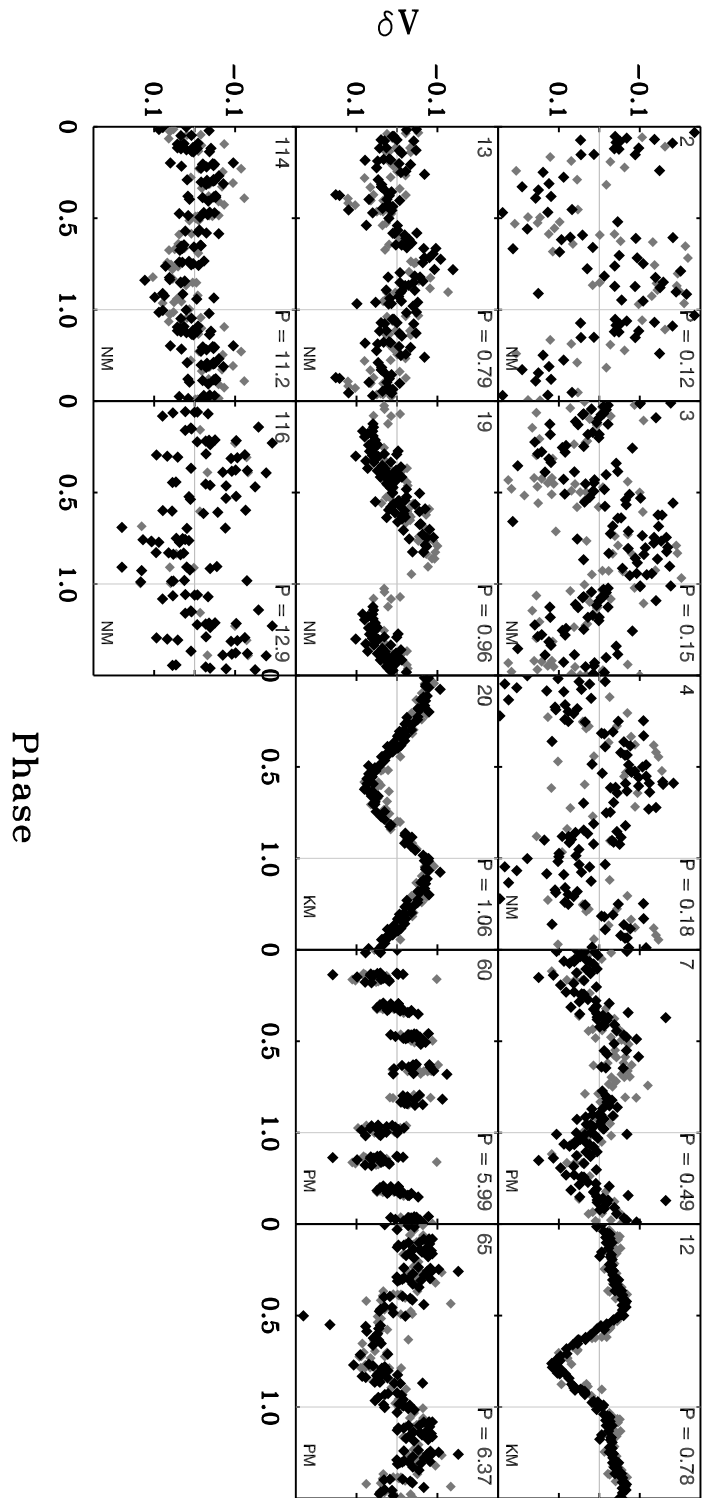 δV
−0.1
0.1
2
P = 0.12
NM
3
P = 0.15
NM
4
P = 0.18
NM
7
P = 0.49
PM
12
P = 0.78
KM
−0.1
0.1
13
P = 0.79
NM
19
P = 0.96
NM
20
P = 1.06
KM
60
P = 5.99
PM
65
P = 6.37
PM
0 0.5 1.0 0 0.5 1.0 0 0.5 1.0
−0.1
0.1
114
P = 11.2
NM
116
P = 12.9
NM
0 0.5 1.0 0 0.5 1.0
Phase